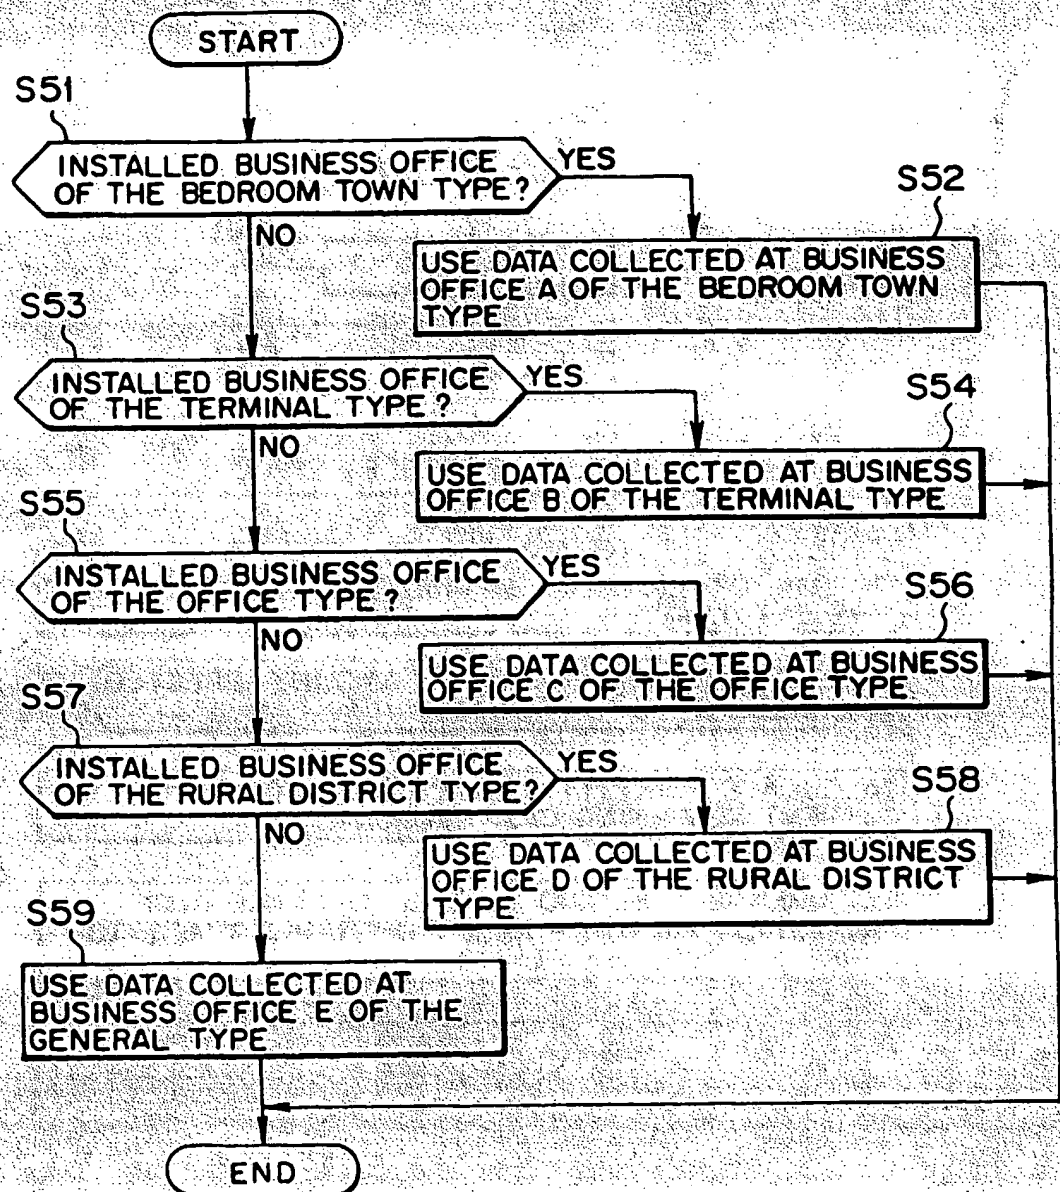 START
S51
INSTALLED BUSINESS OFFICE
OF THE BEDROOM TOWN TYPE?
YES
NO
S52
USE DATA COLLECTED AT BUSINESS
OFFICE A OF THE BEDROOM TOWN
TYPE
S53
INSTALLED BUSINESS OFFICE
OF THE TERMINAL TYPE?
YES
NO
S54
USE DATA COLLECTED AT BUSINESS
OFFICE B OF THE TERMINAL TYPE
S55
INSTALLED BUSINESS OFFICE
OF THE OFFICE TYPE?
YES
NO
S56
USE DATA COLLECTED AT BUSINESS
OFFICE C OF THE OFFICE TYPE
S57
INSTALLED BUSINESS OFFICE
OF THE RURAL DISTRICT TYPE?
YES
NO
S58
USE DATA COLLECTED AT BUSINESS
OFFICE D OF THE RURAL DISTRICT
TYPE
S59
USE DATA COLLECTED AT
BUSINESS OFFICE E OF THE
GENERAL TYPE
END